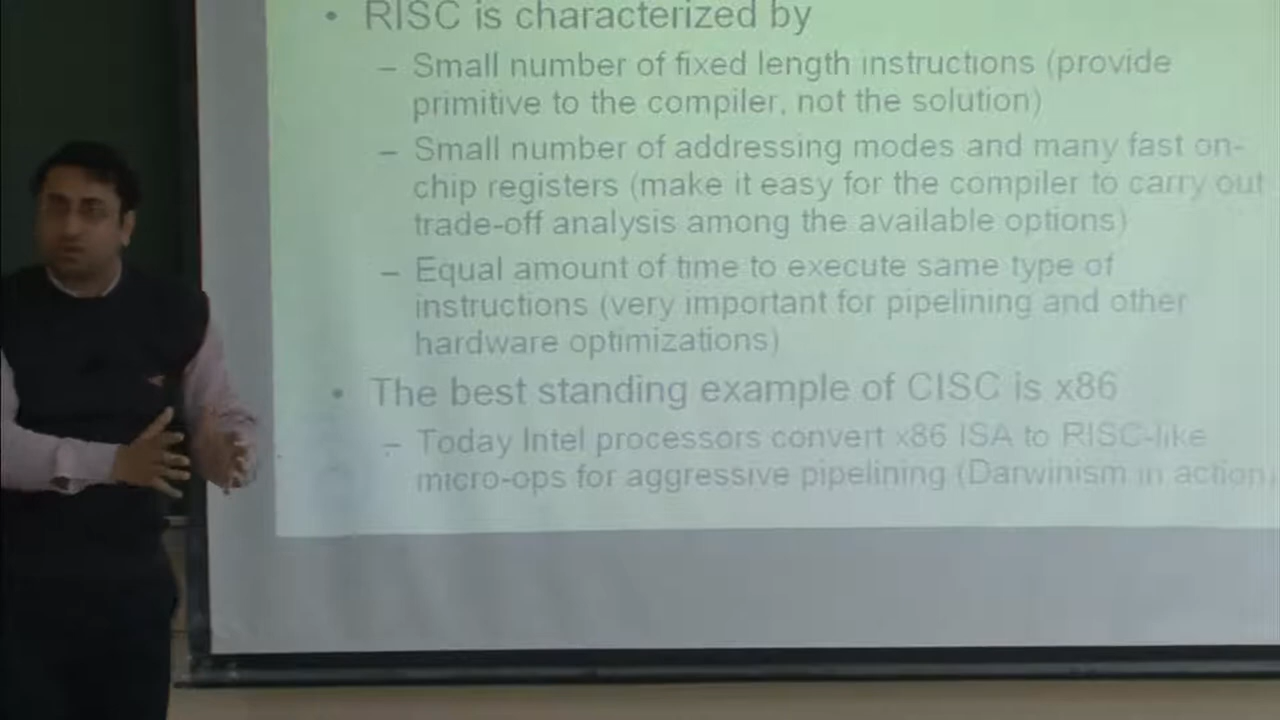 • RISC is characterized by
– Small number of fixed length instructions (provide
primitive to the compiler, not the solution)
– Small number of addressing modes and many fast on-
chip registers (make it easy for the compiler to carry out
trade-off analysis among the available options)
– Equal amount of time to execute same type of
instructions (very important for pipelining and other
hardware optimizations)
• The best standing example of CISC is x86
– Today Intel processors convert x86 ISA to RISC-like
micro-ops for aggressive pipelining (Darwinism in action)